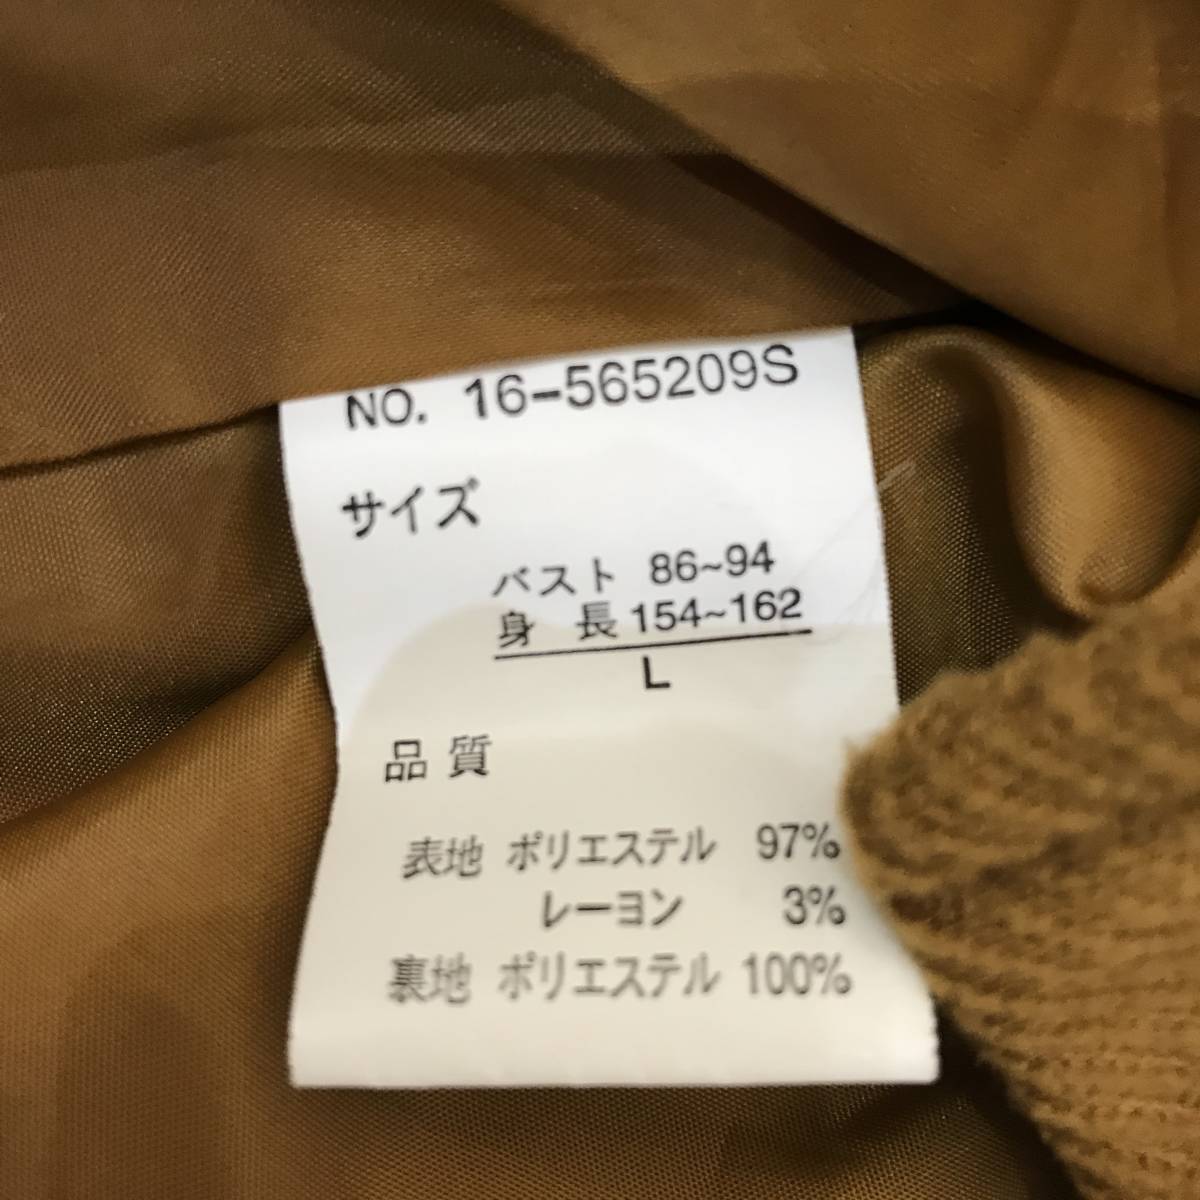 NO. 16-565209S
サイズ
バスト 86~94
身 長 154~162
L
品 質
表地 ポリエステル 97%
レーヨン 3%
裏地 ポリエステル 100%